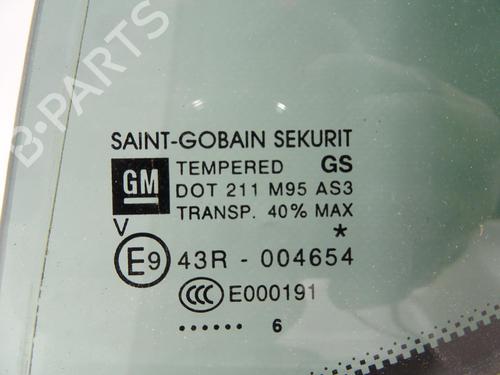 B-PARTS
SAINT-GOBAIN SEKURIT
GM
TEMPERED GS
DOT 211 M95 AS3
TRANSP. 40% MAX
V *
E9 43R - 004654
CCC E000191
...... 6